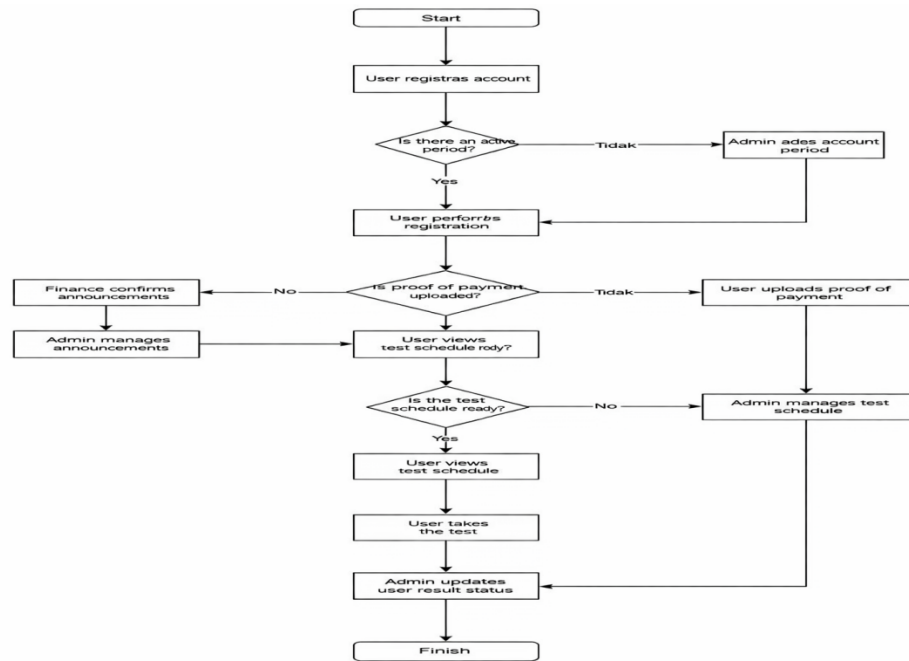 Start
User registras account
Is there an active
period?
Tidak
Admin ades account
period
Yes
User perforbs
registration
Finance confirms
announcements
No
Is proof of payment
uploaded?
Tidak
User uploads proof of
payment
Admin manages
announcements
User views
test schedule rody?
Is the test
schedule ready?
No
Admin manages test
schedule
Yes
User views
test schedule
User takes
the test
Admin updates
user result status
Finish